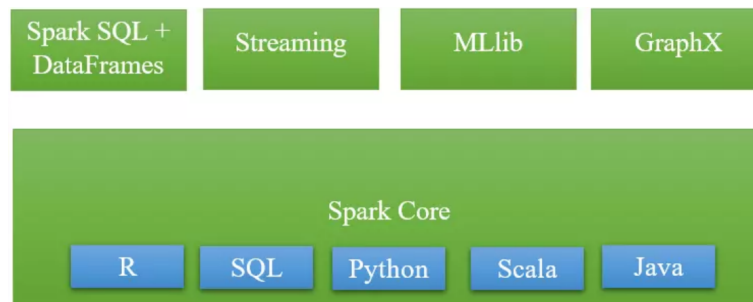 Spark SQL +
DataFrames
Streaming
MLlib
GraphX
Spark Core
R
SQL
Python
Scala
Java